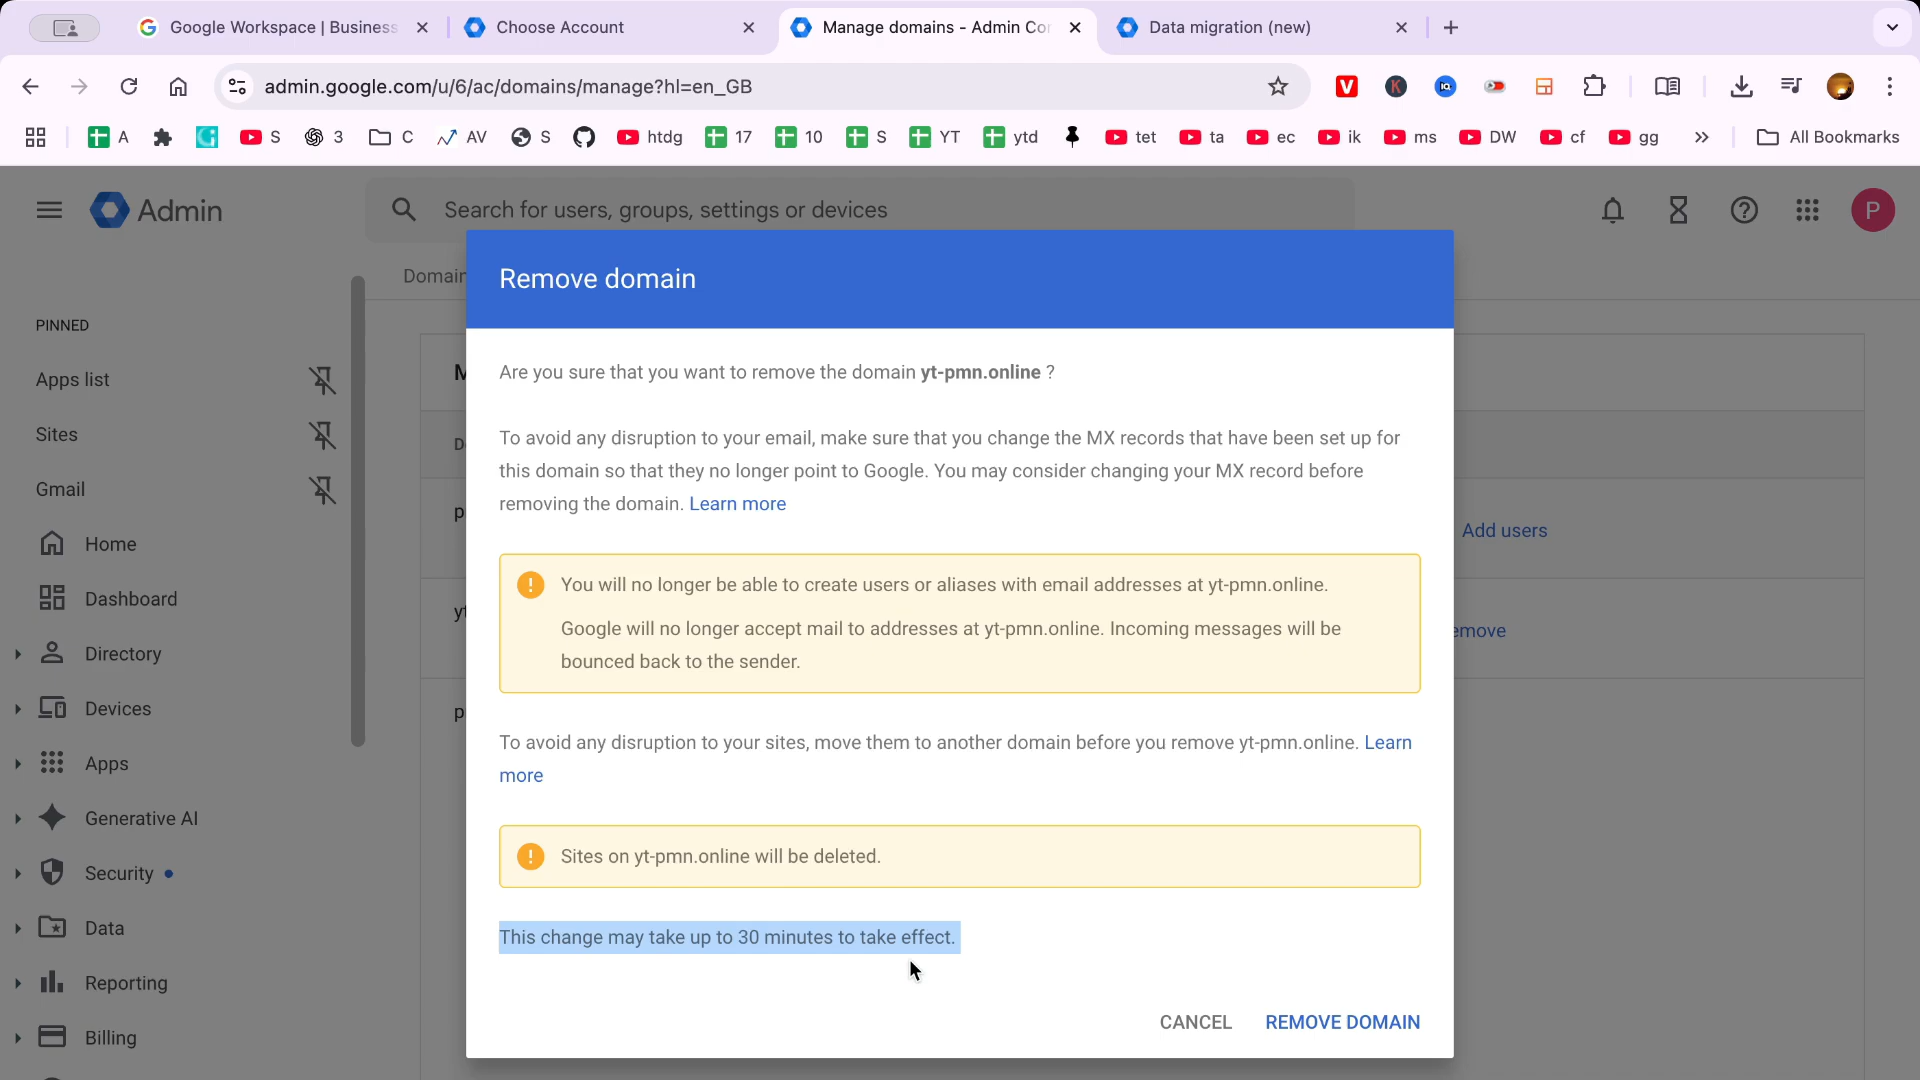 Google Workspace | Business
Choose Account
Manage domains - Admin Co
Data migration (new)
admin.google.com/u/6/ac/domains/manage?hl=en_GB
A
S
3
C
AV
S
htdg
17
10
S
YT
ytd
tet
ta
ec
ik
ms
DW
cf
gg
All Bookmarks
Admin
Search for users, groups, settings or devices
P
Domain
PINNED
Apps list
Sites
Gmail
Home
Dashboard
Directory
Devices
Apps
Generative AI
Security
Data
Reporting
Billing
Remove domain
Are you sure that you want to remove the domain yt-pmn.online ?
To avoid any disruption to your email, make sure that you change the MX records that have been set up for
this domain so that they no longer point to Google. You may consider changing your MX record before
removing the domain. Learn more
You will no longer be able to create users or aliases with email addresses at yt-pmn.online.
Google will no longer accept mail to addresses at yt-pmn.online. Incoming messages will be
bounced back to the sender.
To avoid any disruption to your sites, move them to another domain before you remove yt-pmn.online. Learn
more
Sites on yt-pmn.online will be deleted.
This change may take up to 30 minutes to take effect.
CANCEL
REMOVE DOMAIN
Add users
emove